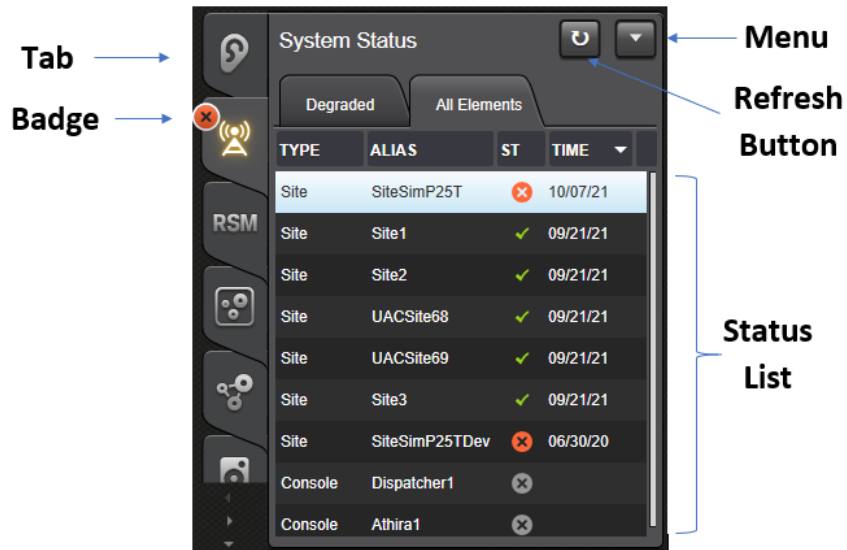 Tab
Badge
System Status
Menu
Refresh
Button
Degraded
All Elements
TYPE ALIAS ST TIME
RSM
Site SiteSimP25T 10/07/21
Site Site1 09/21/21
Site Site2 09/21/21
Site UACSite68 09/21/21
Site UACSite69 09/21/21
Site Site3 09/21/21
Site SiteSimP25TDev 06/30/20
Console Dispatcher1
Console Athira1
Status
List